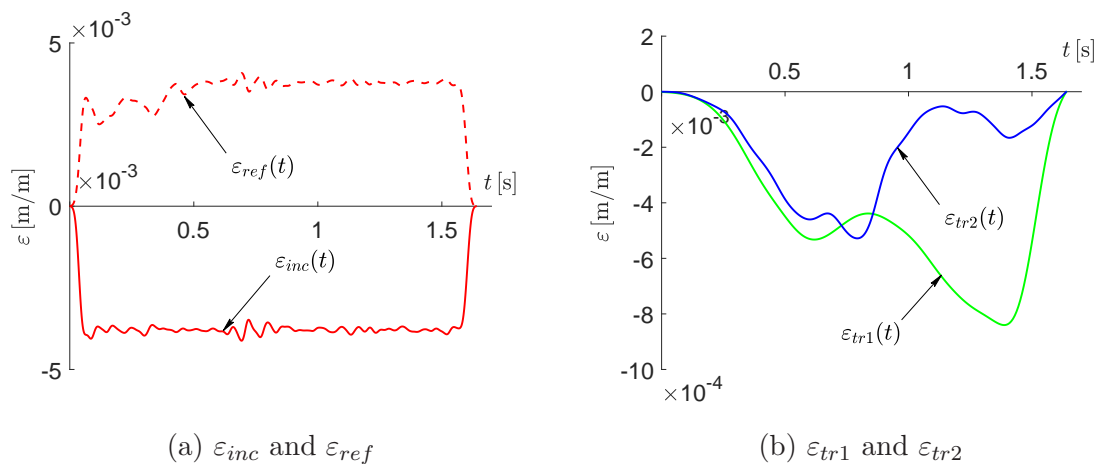 ×10⁻³
5
ε_ref(t)
×10⁻³
t [s]
ε [m/m]
0
0.5
1
1.5
ε_inc(t)
-5
(a) ε_inc and ε_ref
2
t [s]
0.5
1
1.5
0
×10⁻³
-2
ε [m/m]
-4
ε_tr2(t)
-6
-8
ε_tr1(t)
-10
×10⁻⁴
(b) ε_tr1 and ε_tr2